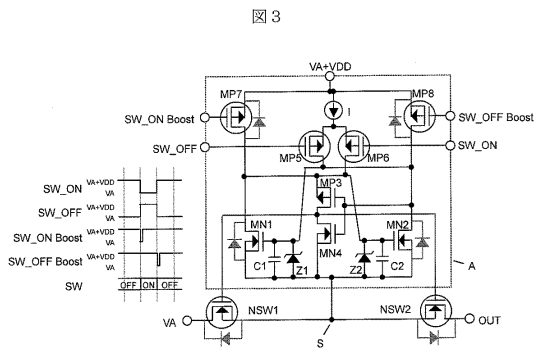 図3
VA+VDD
MP7
MP8
I
SW_ON Boost
SW_OFF Boost
SW_OFF
SW_ON
MP5
MP6
MP3
MN1
MN2
MN4
C1
Z1
Z2
C2
A
SW_ON
VA+VDD
VA
SW_OFF
VA+VDD
VA
SW_ON Boost
VA+VDD
VA
SW_OFF Boost
VA+VDD
VA
SW
OFF
ON
OFF
NSW1
NSW2
VA
OUT
S